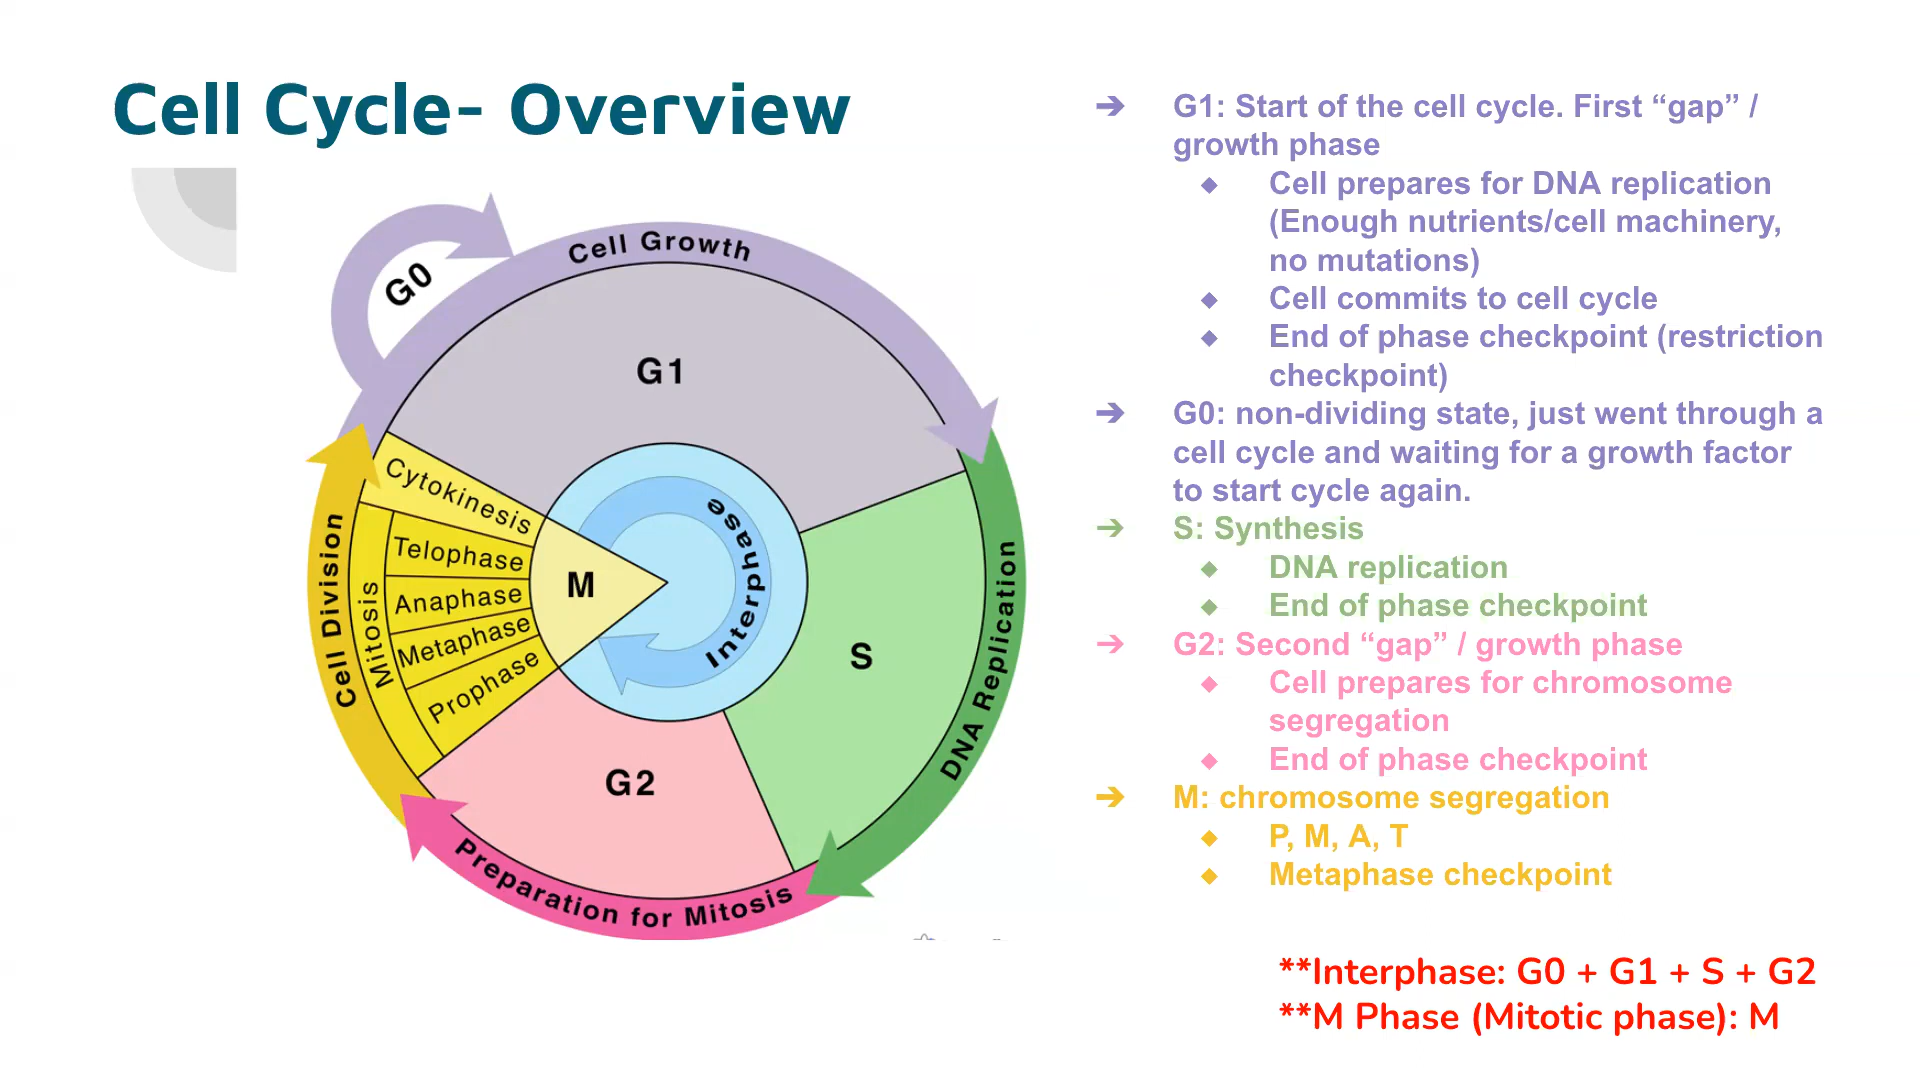 Cell Cycle- Overview
G0
Cell Growth
G1
Cytokinesis
Telophase
Anaphase
Metaphase
Prophase
Mitosis
Cell Division
M
Interphase
S
DNA Replication
G2
Preparation for Mitosis
➔ G1: Start of the cell cycle. First “gap” /
growth phase
◆ Cell prepares for DNA replication
(Enough nutrients/cell machinery,
no mutations)
◆ Cell commits to cell cycle
◆ End of phase checkpoint (restriction
checkpoint)
➔ G0: non-dividing state, just went through a
cell cycle and waiting for a growth factor
to start cycle again.
➔ S: Synthesis
◆ DNA replication
◆ End of phase checkpoint
➔ G2: Second “gap” / growth phase
◆ Cell prepares for chromosome
segregation
◆ End of phase checkpoint
➔ M: chromosome segregation
◆ P, M, A, T
◆ Metaphase checkpoint
**Interphase: G0 + G1 + S + G2
**M Phase (Mitotic phase): M